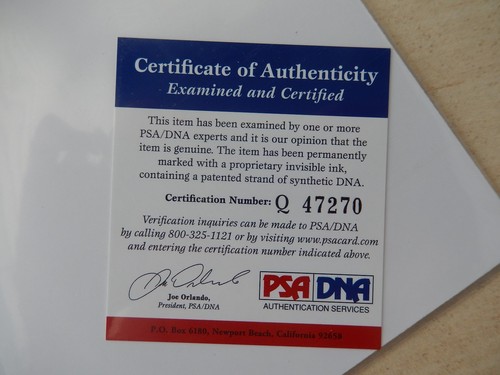 Certificate of Authenticity
Examined and Certified
This item has been examined by one or more
PSA/DNA experts and it is our opinion that the
item is genuine. The item has been permanently
marked with a proprietary invisible ink,
containing a patented strand of synthetic DNA.
Certification Number: Q 47270
Verification inquiries can be made to PSA/DNA
by calling 800-325-1121 or by visiting www.psacard.com
and entering the certification number indicated above.
Joe Orlando,
President, PSA/DNA
PSA DNA
AUTHENTICATION SERVICES
P.O. Box 6180, Newport Beach, California 92658